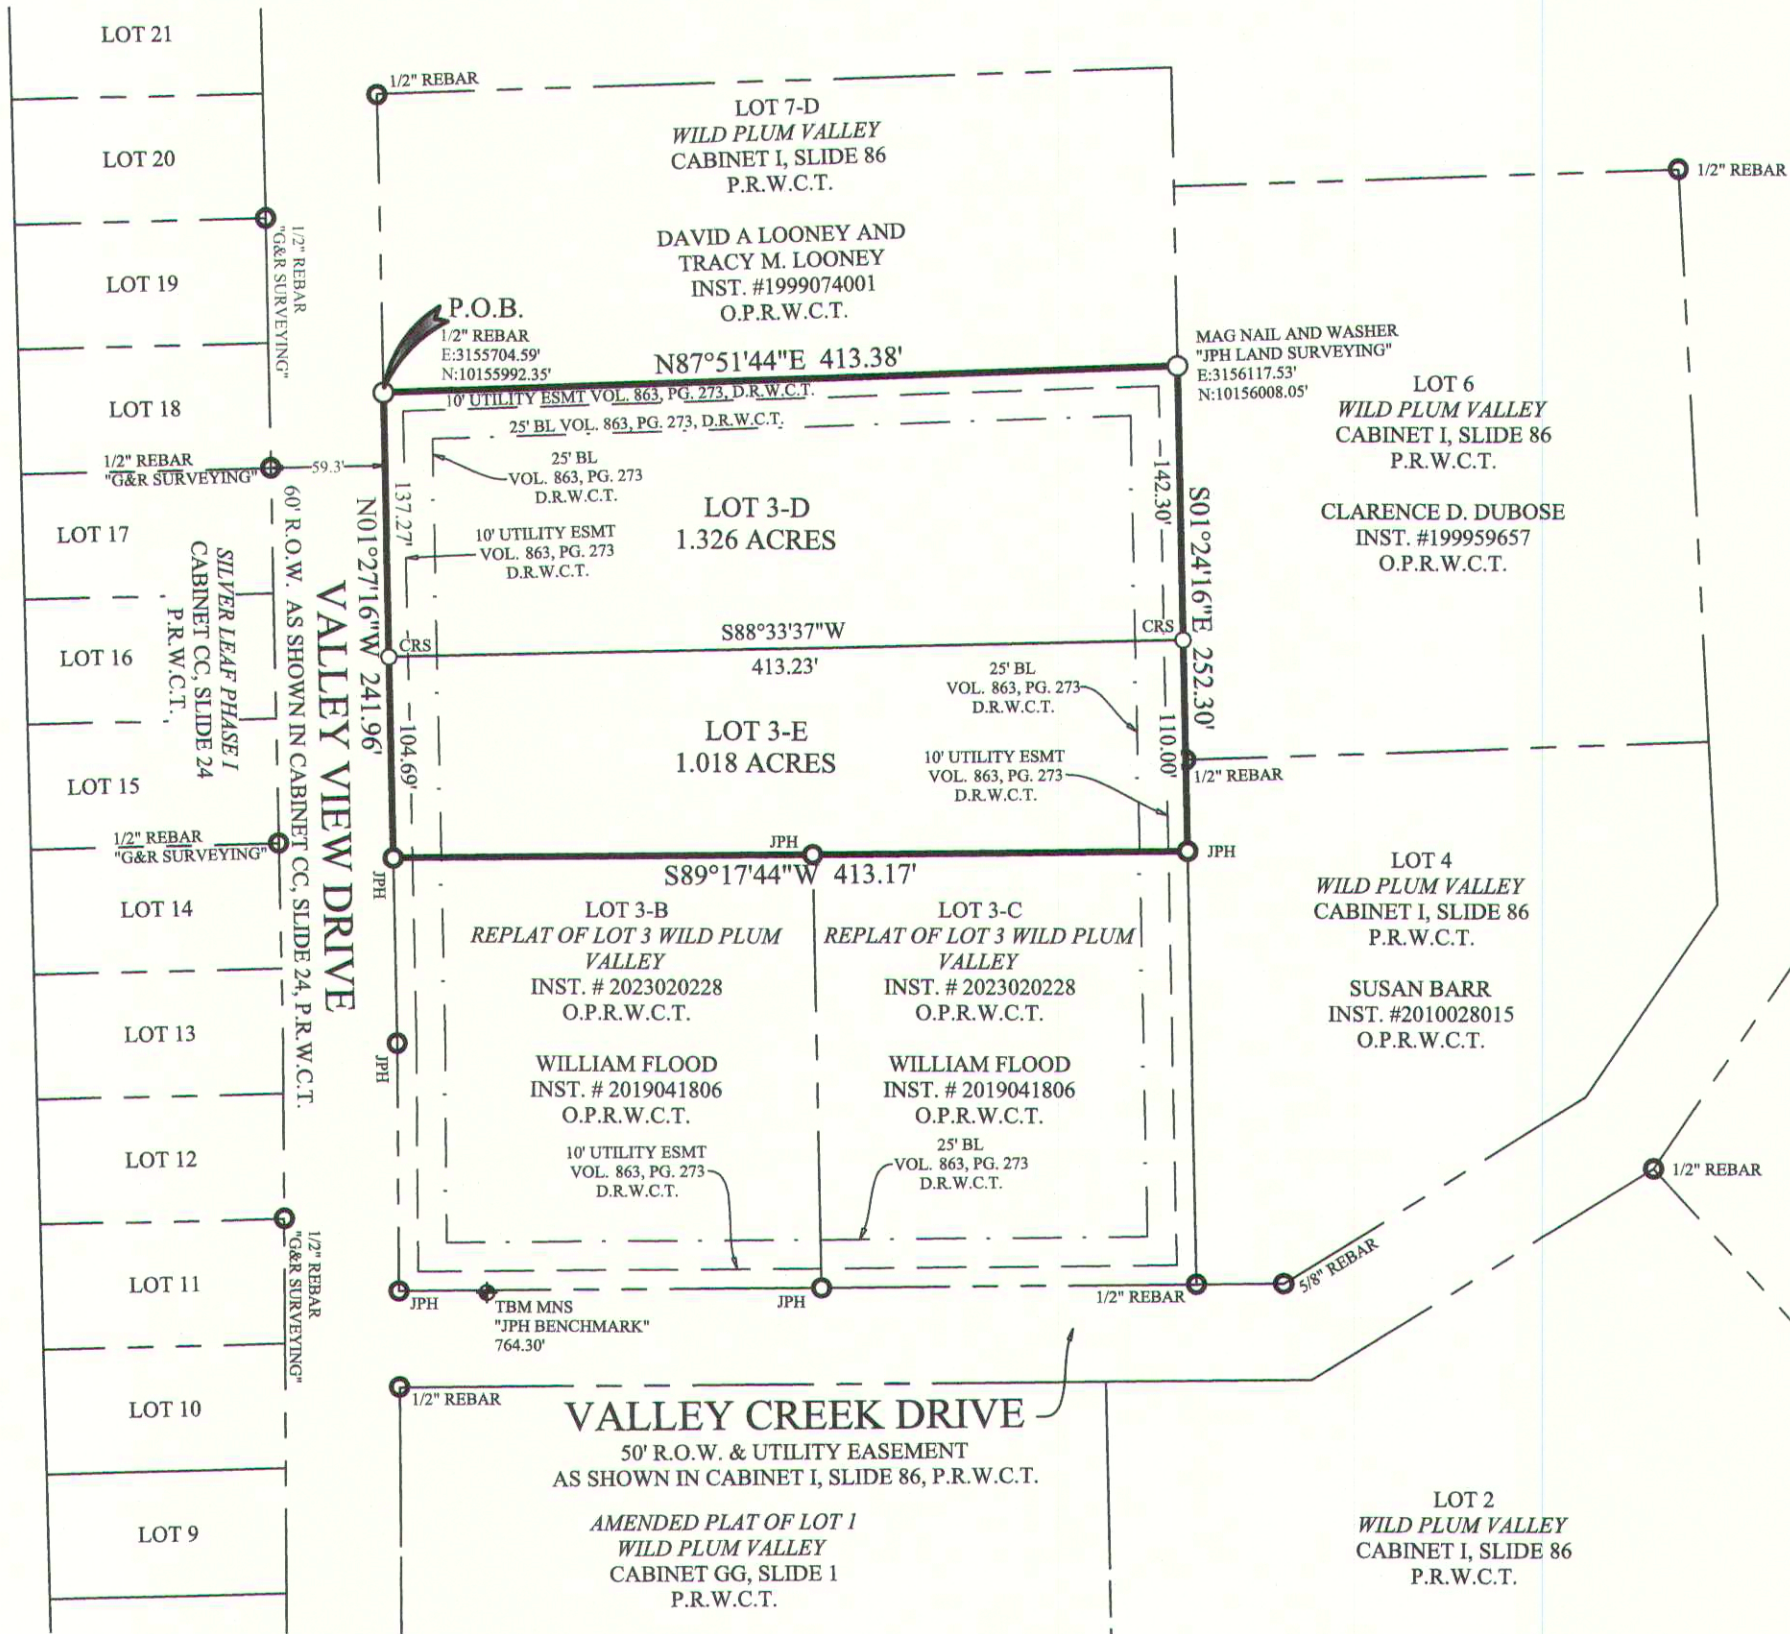 LOT 21
LOT 20
LOT 19
LOT 18
LOT 17
LOT 16
LOT 15
LOT 14
LOT 13
LOT 12
LOT 11
LOT 10
LOT 9
1/2" REBAR
"G&R SURVEYING"
1/2" REBAR
"G&R SURVEYING"
59.3'
SILVER LEAF PHASE I
CABINET CC, SLIDE 24
P.R.W.C.T.
1/2" REBAR
"G&R SURVEYING"
1/2" REBAR
"G&R SURVEYING"
60' R.O.W. AS SHOWN IN CABINET CC, SLIDE 24, P.R.W.C.T.
VALLEY VIEW DRIVE
1/2" REBAR
LOT 7-D
WILD PLUM VALLEY
CABINET I, SLIDE 86
P.R.W.C.T.
DAVID A LOONEY AND
TRACY M. LOONEY
INST. #1999074001
O.P.R.W.C.T.
P.O.B.
1/2" REBAR
E:3155704.59'
N:10155992.35'
N87°51'44"E 413.38'
MAG NAIL AND WASHER
"JPH LAND SURVEYING"
E:3156117.53'
N:10156008.05'
10' UTILITY ESMT VOL. 863, PG. 273, D.R.W.C.T.
25' BL VOL. 863, PG. 273, D.R.W.C.T.
25' BL
VOL. 863, PG. 273
D.R.W.C.T.
10' UTILITY ESMT
VOL. 863, PG. 273
D.R.W.C.T.
LOT 3-D
1.326 ACRES
N01°27'16"W 241.96'
137.27'
104.69'
142.30'
110.00'
S01°24'16"E 252.30'
CRS
S88°33'37"W
413.23'
CRS
25' BL
VOL. 863, PG. 273
D.R.W.C.T.
LOT 3-E
1.018 ACRES
10' UTILITY ESMT
VOL. 863, PG. 273
D.R.W.C.T.
1/2" REBAR
JPH
JPH
JPH
S89°17'44"W 413.17'
LOT 3-B
REPLAT OF LOT 3 WILD PLUM
VALLEY
INST. # 2023020228
O.P.R.W.C.T.
WILLIAM FLOOD
INST. # 2019041806
O.P.R.W.C.T.
10' UTILITY ESMT
VOL. 863, PG. 273
D.R.W.C.T.
LOT 3-C
REPLAT OF LOT 3 WILD PLUM
VALLEY
INST. # 2023020228
O.P.R.W.C.T.
WILLIAM FLOOD
INST. # 2019041806
O.P.R.W.C.T.
25' BL
VOL. 863, PG. 273
D.R.W.C.T.
JPH
JPH
TBM MNS
"JPH BENCHMARK"
764.30'
JPH
1/2" REBAR
5/8" REBAR
1/2" REBAR
LOT 6
WILD PLUM VALLEY
CABINET I, SLIDE 86
P.R.W.C.T.
CLARENCE D. DUBOSE
INST. #199959657
O.P.R.W.C.T.
LOT 4
WILD PLUM VALLEY
CABINET I, SLIDE 86
P.R.W.C.T.
SUSAN BARR
INST. #2010028015
O.P.R.W.C.T.
1/2" REBAR
1/2" REBAR
VALLEY CREEK DRIVE
50' R.O.W. & UTILITY EASEMENT
AS SHOWN IN CABINET I, SLIDE 86, P.R.W.C.T.
AMENDED PLAT OF LOT 1
WILD PLUM VALLEY
CABINET GG, SLIDE 1
P.R.W.C.T.
LOT 2
WILD PLUM VALLEY
CABINET I, SLIDE 86
P.R.W.C.T.